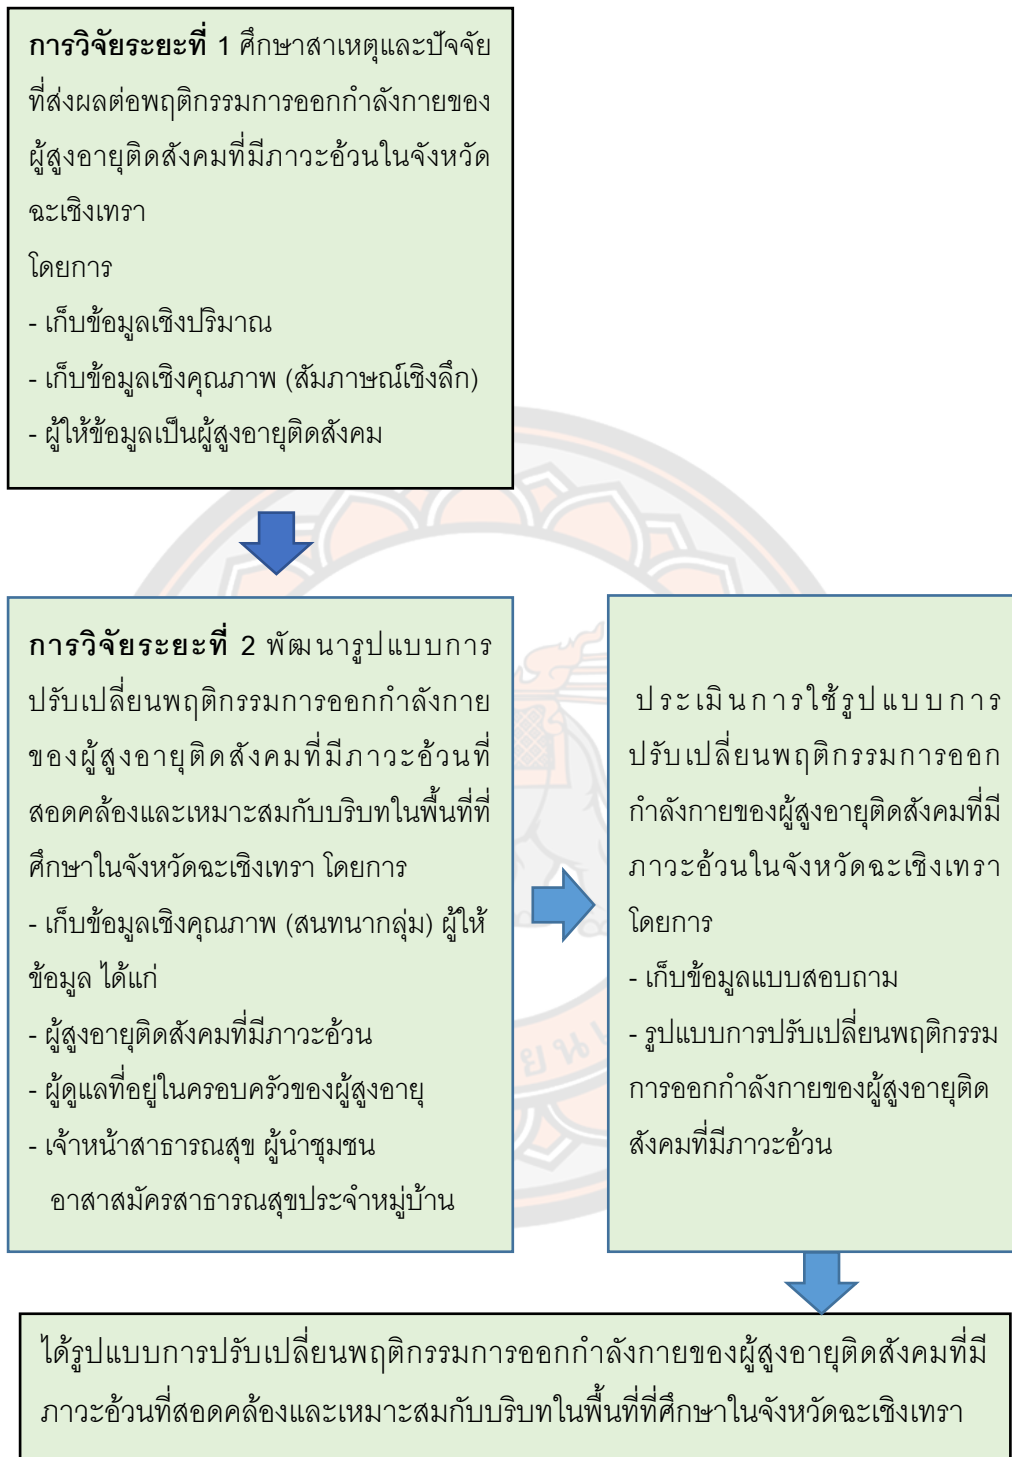 การวิจัยระยะที่ 1 ศึกษาสาเหตุและปัจจัย
ที่ส่งผลต่อพฤติกรรมการออกกำลังกายของ
ผู้สูงอายุติดสังคมที่มีภาวะอ้วนในจังหวัด
ฉะเชิงเทรา
โดยการ
- เก็บข้อมูลเชิงปริมาณ
- เก็บข้อมูลเชิงคุณภาพ (สัมภาษณ์เชิงลึก)
- ผู้ให้ข้อมูลเป็นผู้สูงอายุติดสังคม
การวิจัยระยะที่ 2 พัฒนารูปแบบการ
ปรับเปลี่ยนพฤติกรรมการออกกำลังกาย
ของผู้สูงอายุติดสังคมที่มีภาวะอ้วนที่
สอดคล้องและเหมาะสมกับบริบทในพื้นที่ที่
ศึกษาในจังหวัดฉะเชิงเทรา โดยการ
- เก็บข้อมูลเชิงคุณภาพ (สนทนากลุ่ม) ผู้ให้
ข้อมูล ได้แก่
- ผู้สูงอายุติดสังคมที่มีภาวะอ้วน
- ผู้ดูแลที่อยู่ในครอบครัวของผู้สูงอายุ
- เจ้าหน้าสาธารณสุข ผู้นำชุมชน
อาสาสมัครสาธารณสุขประจำหมู่บ้าน
ประเมินการใช้รูปแบบการ
ปรับเปลี่ยนพฤติกรรมการออก
กำลังกายของผู้สูงอายุติดสังคมที่มี
ภาวะอ้วนในจังหวัดฉะเชิงเทรา
โดยการ
- เก็บข้อมูลแบบสอบถาม
- รูปแบบการปรับเปลี่ยนพฤติกรรม
การออกกำลังกายของผู้สูงอายุติด
สังคมที่มีภาวะอ้วน
ได้รูปแบบการปรับเปลี่ยนพฤติกรรมการออกกำลังกายของผู้สูงอายุติดสังคมที่มี
ภาวะอ้วนที่สอดคล้องและเหมาะสมกับบริบทในพื้นที่ที่ศึกษาในจังหวัดฉะเชิงเทรา